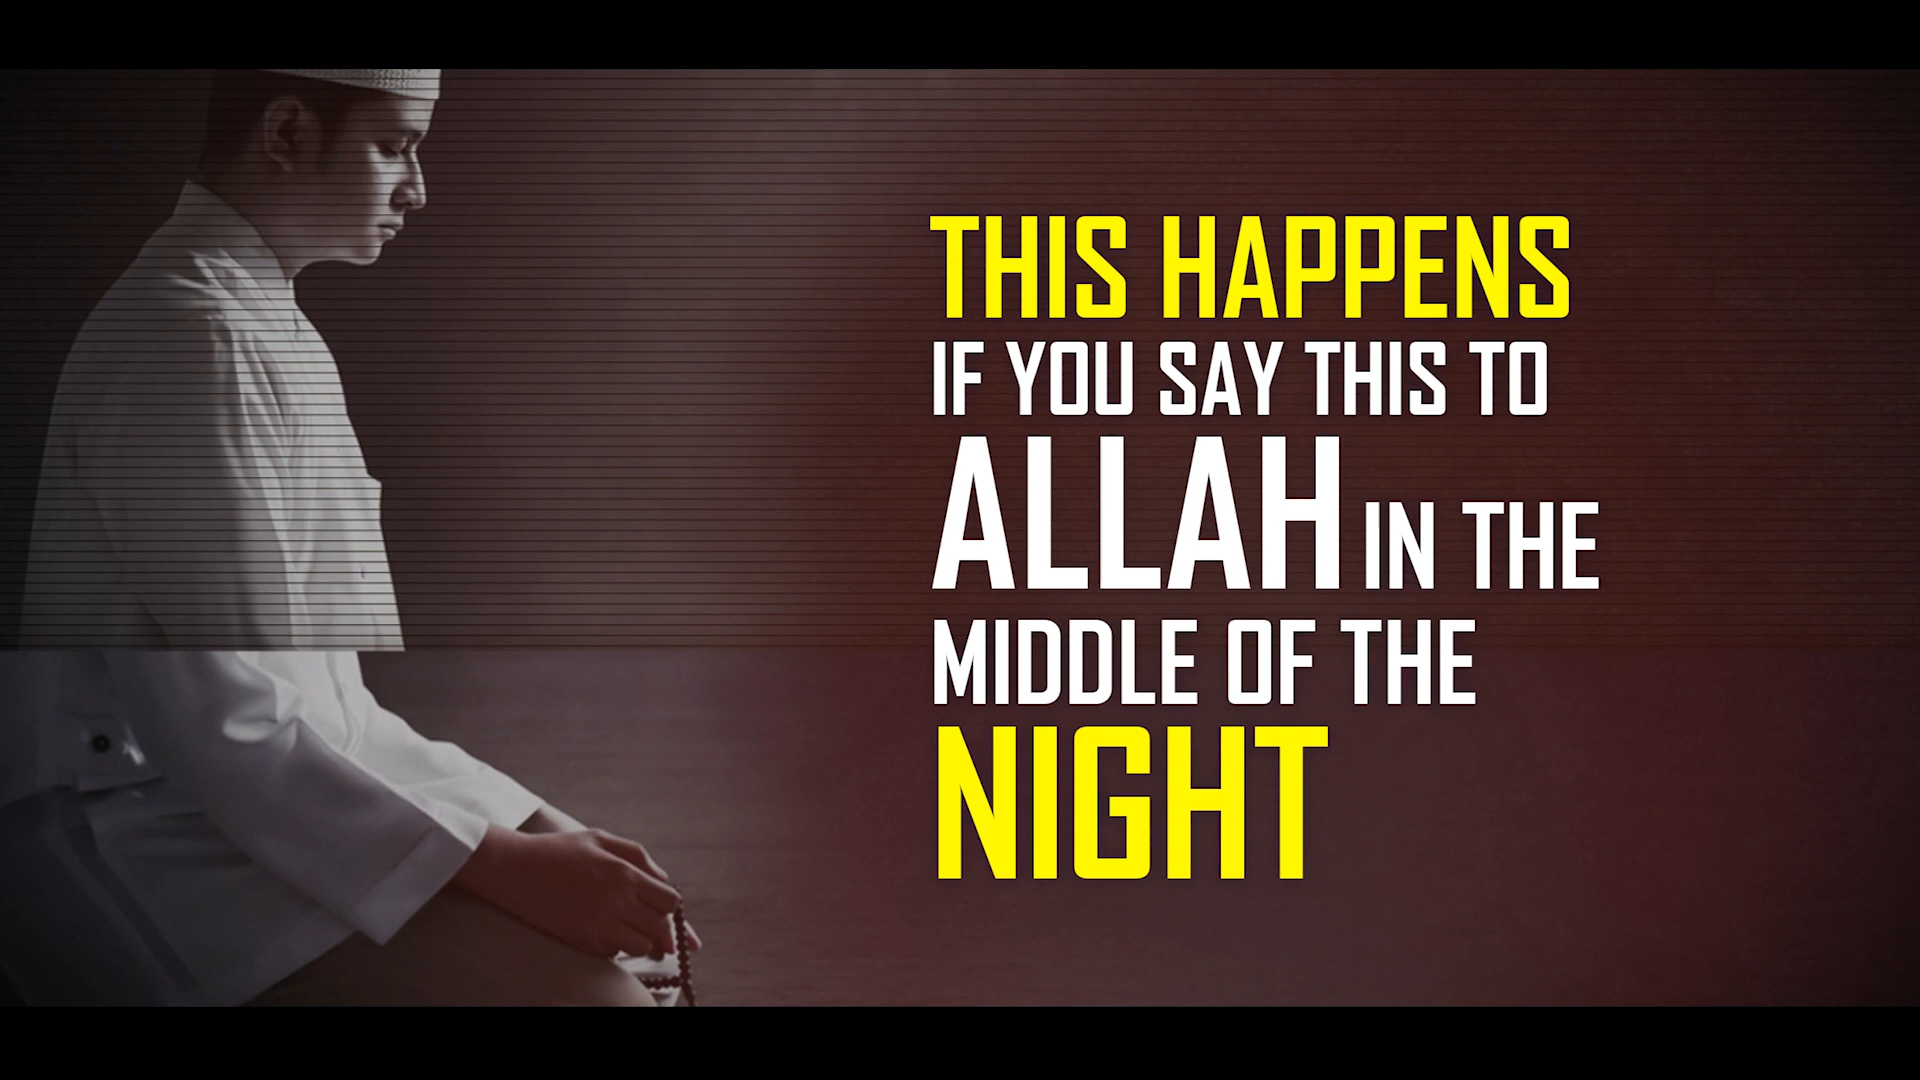 THIS HAPPENS
IF YOU SAY THIS TO
ALLAH IN THE
MIDDLE OF THE
NIGHT